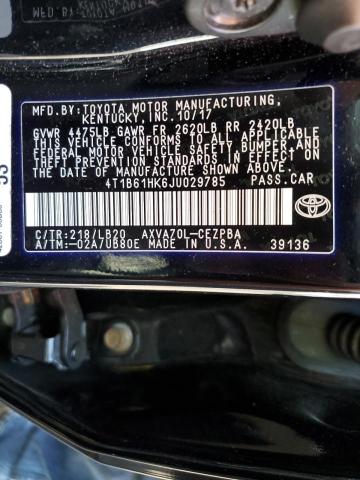 MFD.BY:TOYOTA MOTOR MANUFACTURING,
KENTUCKY, INC. 10/17
GVWR 4475LB GAWR FR 2620LB RR 2420LB
THIS VEHICLE CONFORMS TO ALL APPLICABLE
FEDERAL MOTOR VEHICLE SAFETY, BUMPER, AND
THEFT PREVENTION STANDARDS IN EFFECT ON THE
DATE OF MANUFACTURE SHOWN ABOVE.
4T1B61HK6JU029785 PASS.CAR
C/TR:218/LB20 AXVA70L-CEZPBA
A/TM:-02A/UB80E MADE IN U.S.A. 39136